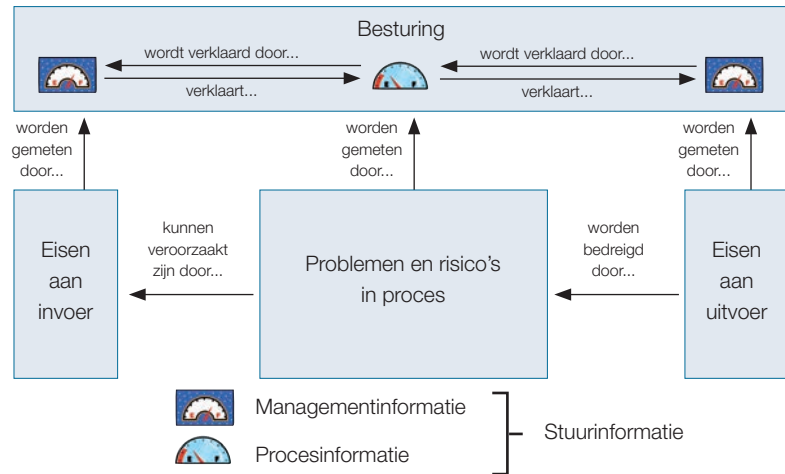 Besturing
wordt verklaard door...
wordt verklaard door...
verklaart...
verklaart...
worden
gemeten
door...
worden
gemeten
door...
worden
gemeten
door...
Eisen
aan
invoer
kunnen
veroorzaakt
zijn door...
Problemen en risico's
in proces
worden
bedreigd
door...
Eisen
aan
uitvoer
Managementinformatie
Procesinformatie
Stuurinformatie